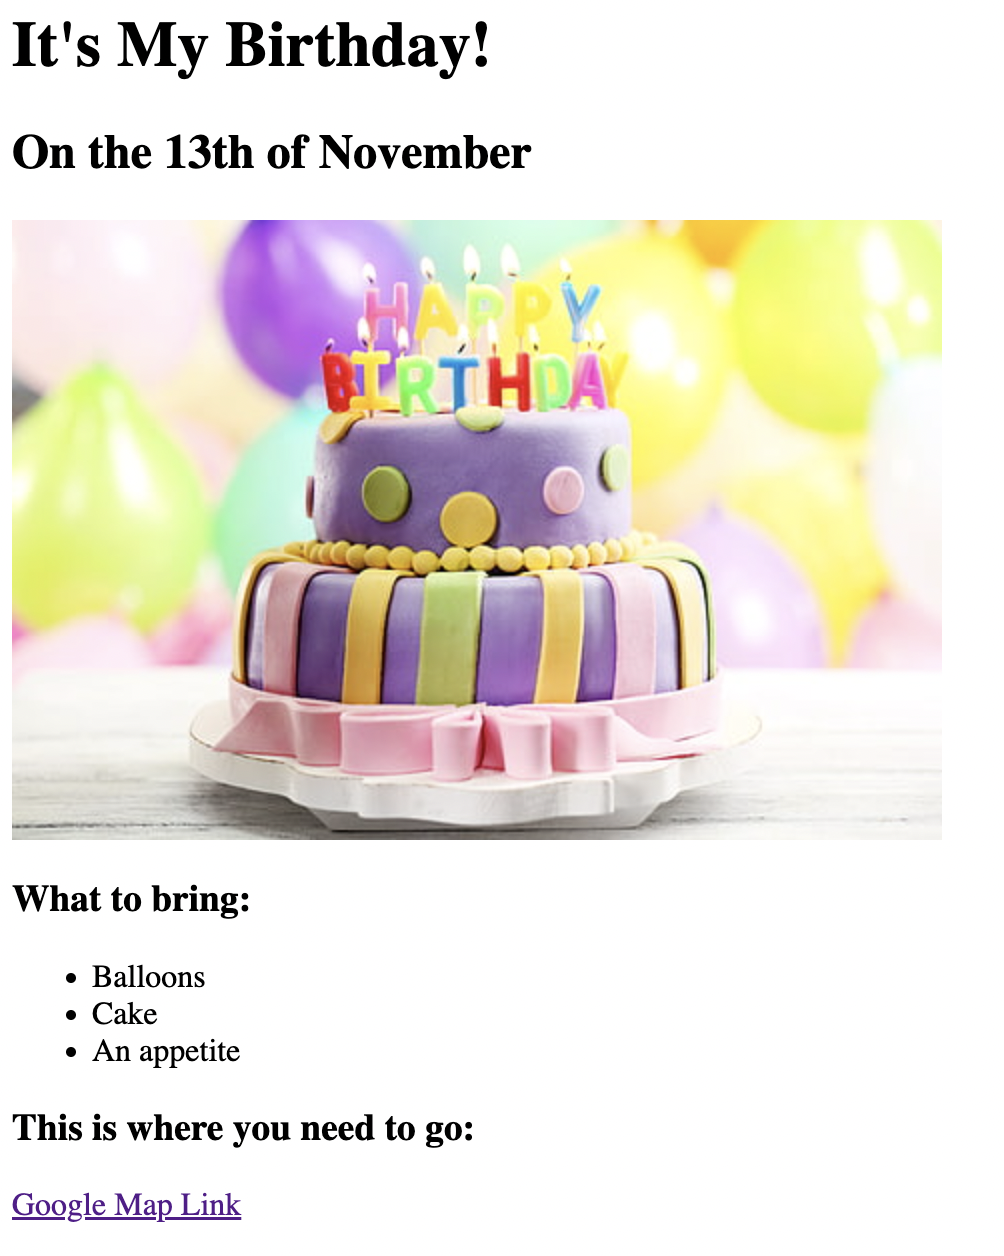 It's My Birthday!
On the 13th of November
HAPPY
BIRTHDAY
What to bring:
Balloons
Cake
An appetite
This is where you need to go:
Google Map Link